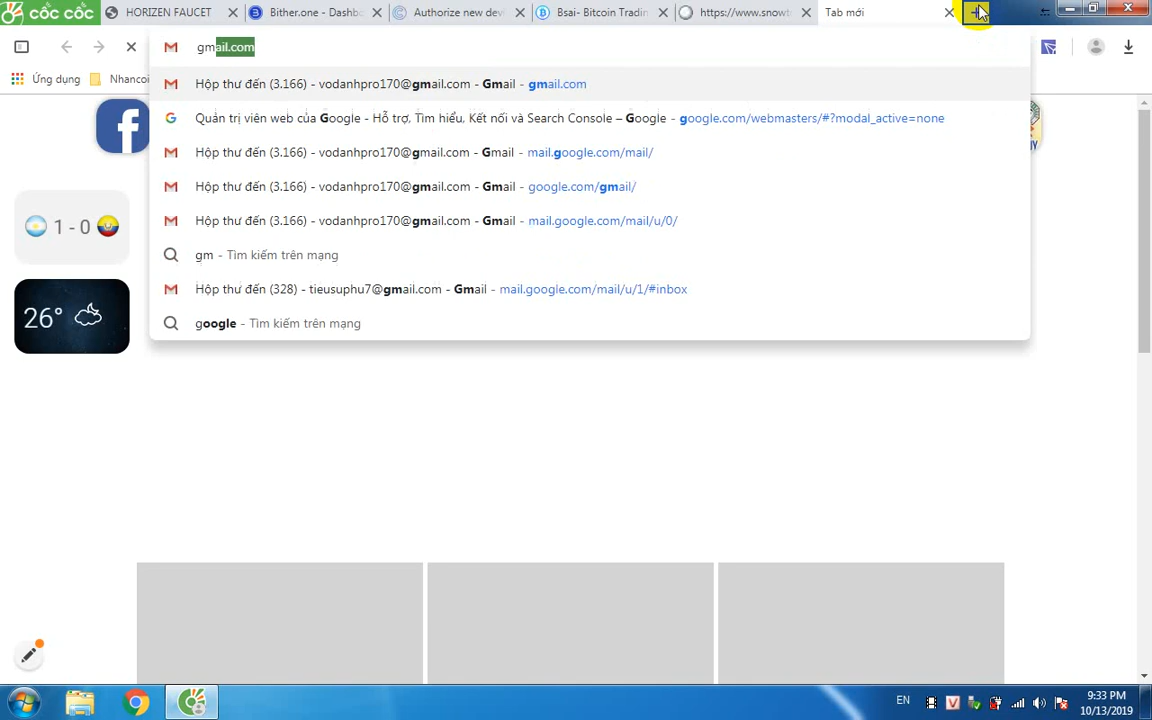 cốc cốc HORIZEN FAUCET Bither.one - Dashbo Authorize new devi Bsai- Bitcoin Tradin https://www.snowtr Tab mới
gmail.com
Ứng dụng Nhancoi
Hộp thư đến (3.166) - vodanhpro170@gmail.com - Gmail - gmail.com
Quản trị viên web của Google - Hỗ trợ, Tìm hiểu, Kết nối và Search Console – Google - google.com/webmasters/#?modal_active=none
Hộp thư đến (3.166) - vodanhpro170@gmail.com - Gmail - mail.google.com/mail/
Hộp thư đến (3.166) - vodanhpro170@gmail.com - Gmail - google.com/gmail/
Hộp thư đến (3.166) - vodanhpro170@gmail.com - Gmail - mail.google.com/mail/u/0/
gm - Tìm kiếm trên mạng
Hộp thư đến (328) - tieusuphu7@gmail.com - Gmail - mail.google.com/mail/u/1/#inbox
google - Tìm kiếm trên mạng
1 - 0
26°
EN
9:33 PM
10/13/2019